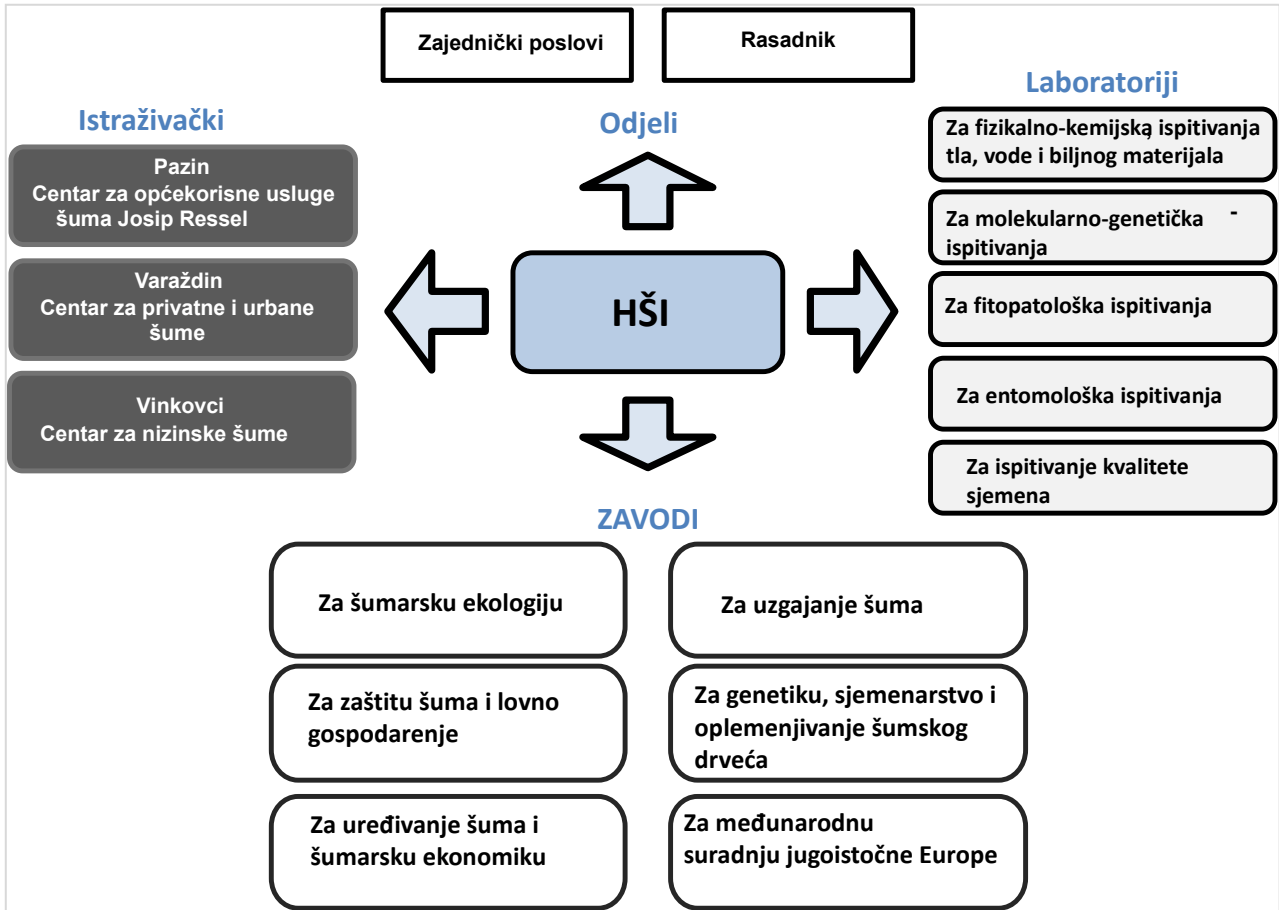 Zajednički poslovi
Rasadnik
Laboratoriji
Istraživački
Odjeli
Pazin
Centar za općekorisne usluge
šuma Josip Ressel
Varaždin
Centar za privatne i urbane
šume
Vinkovci
Centar za nizinske šume
HŠI
Za fizikalno-kemijska, ispitivanja
tla, vode i biljnog materijala
Za molekularno-genetička -
ispitivanja
Za fitopatološka ispitivanja
Za entomološka ispitivanja
Za ispitivanje kvalitete
sjemena
ZAVODI
Za šumarsku ekologiju
Za uzgajanje šuma
Za zaštitu šuma i lovno
gospodarenje
Za genetiku, sjemenarstvo i
oplemenjivanje šumskog
drveća
Za uređivanje šuma i
šumarsku ekonomiku
Za međunarodnu
suradnju jugoistočne Europe